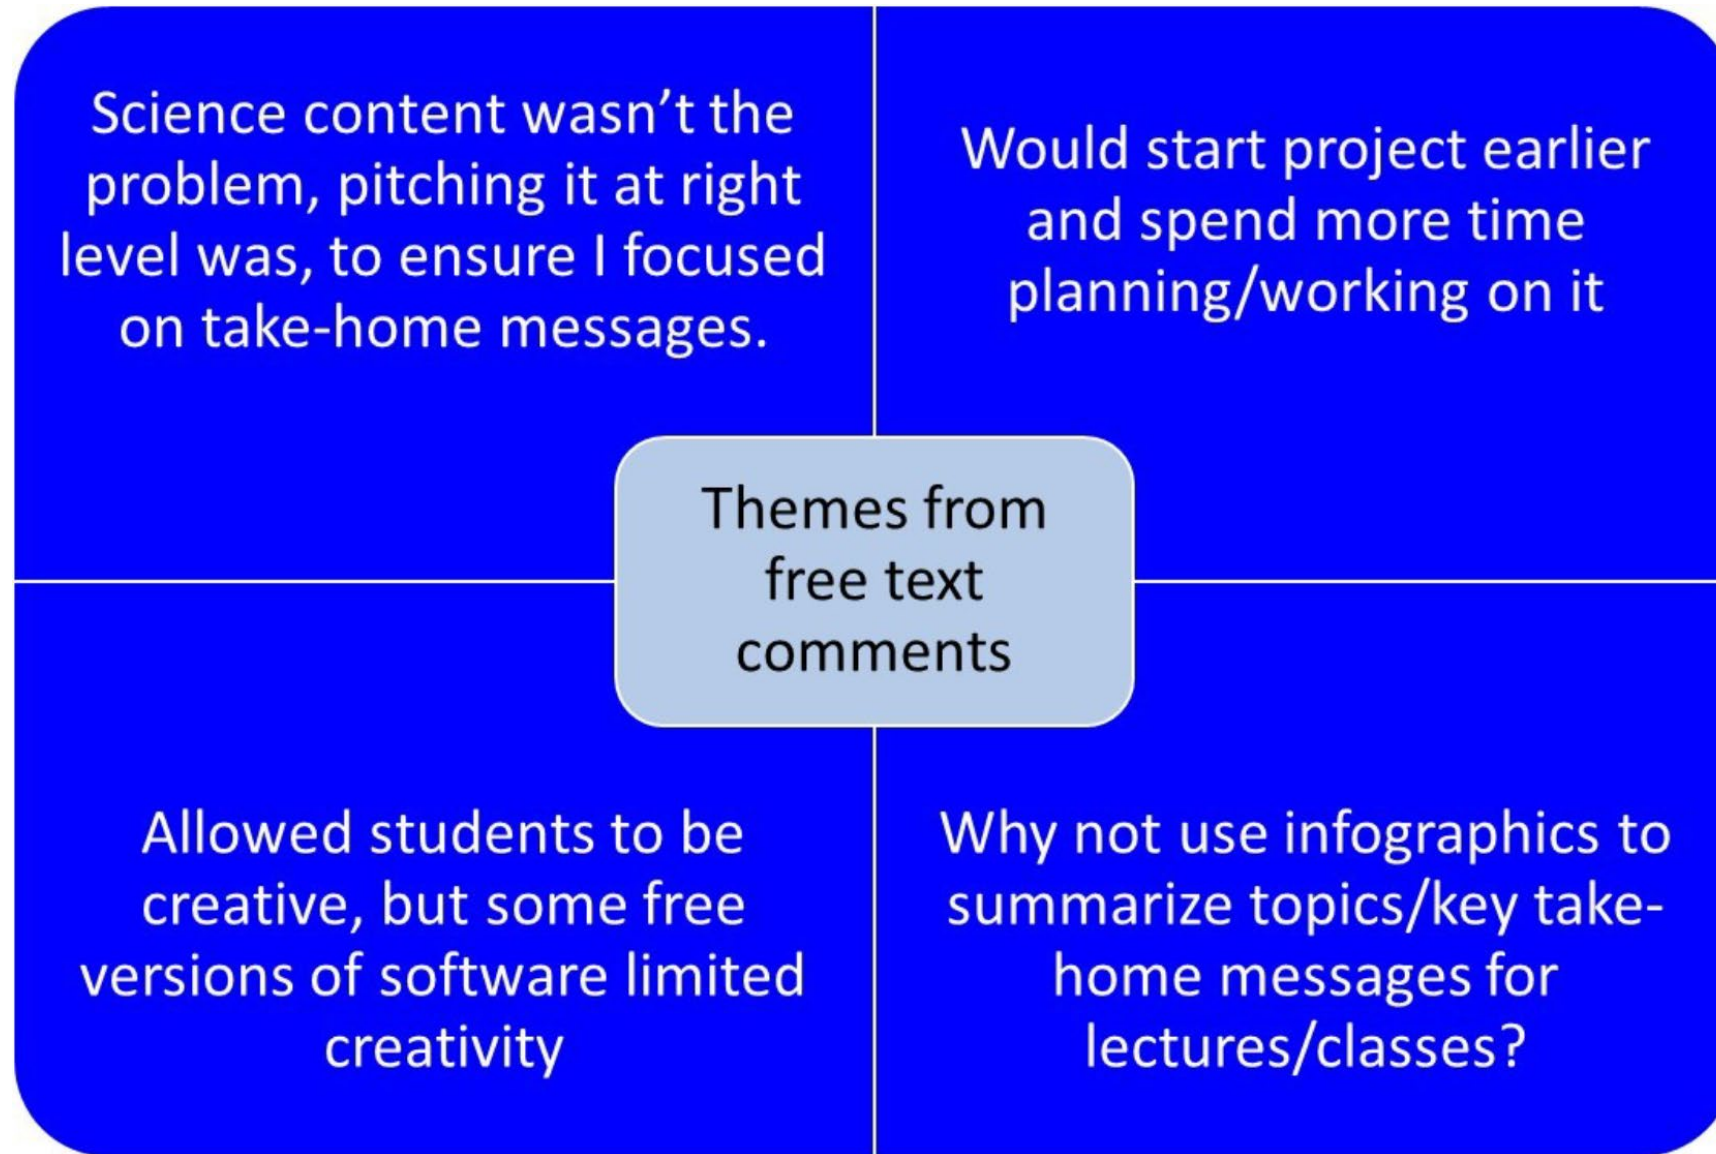 Science content wasn’t the
problem, pitching it at right
level was, to ensure I focused
on take-home messages.
Would start project earlier
and spend more time
planning/working on it
Themes from
free text
comments
Allowed students to be
creative, but some free
versions of software limited
creativity
Why not use infographics to
summarize topics/key take-
home messages for
lectures/classes?